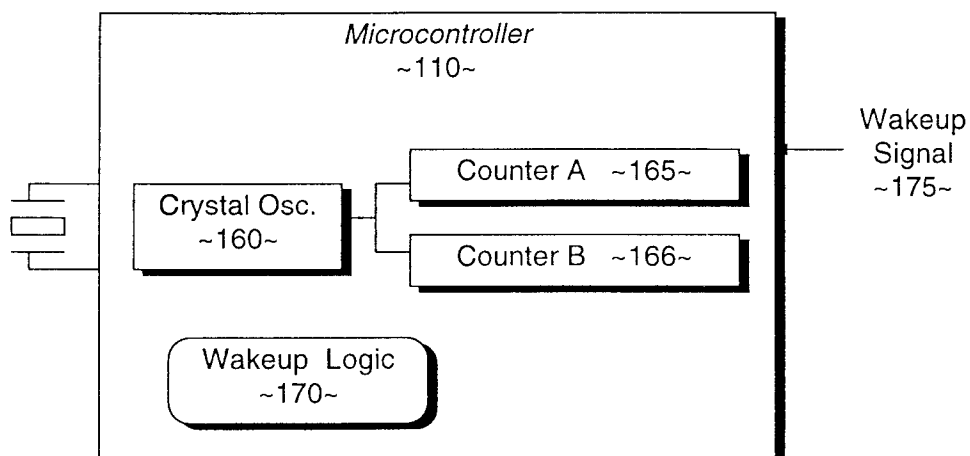 Microcontroller
~110~
Wakeup
Signal
~175~
Counter A ~165~
Crystal Osc.
~160~
Counter B ~166~
Wakeup Logic
~170~